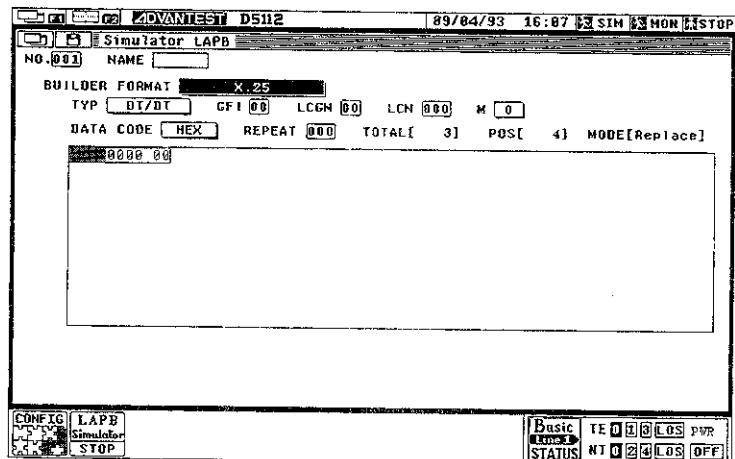 F1 F2 ADVANTEST D5112 89/04/93 16:07 SIM MON STOP
Simulator LAPB
NO. 001 NAME
BUILDER FORMAT X.25
TYP DT/DT GFI 00 LCGN 00 LCN 000 M 0
DATA CODE HEX REPEAT 000 TOTAL[ 3] POS[ 4] MODE[Replace]
0000 00
CONFIG LAPB Simulator STOP
Basic Line1 STATUS
TE 0 1 3 LOS PWR
NT 0 2 4 LOS OFF